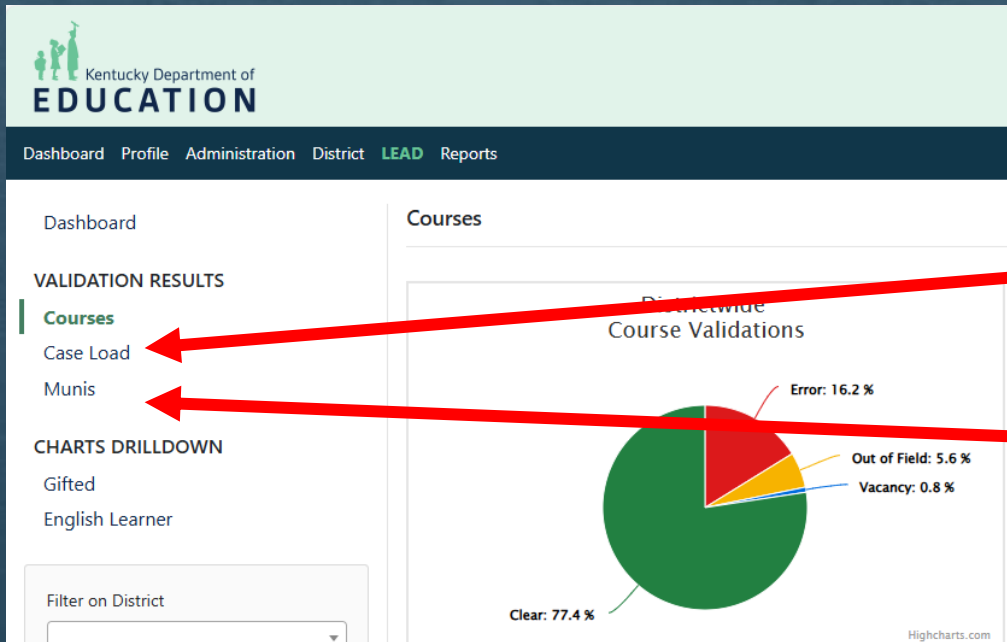 Kentucky Department of
EDUCATION
Dashboard Profile Administration District LEAD Reports
Dashboard
VALIDATION RESULTS
Courses
Case Load
Munis
CHARTS DRILLDOWN
Gifted
English Learner
Filter on District
Courses
Districtwide
Course Validations
Error: 16.2 %
Out of Field: 5.6 %
Vacancy: 0.8 %
Clear: 77.4 %
Highcharts.com